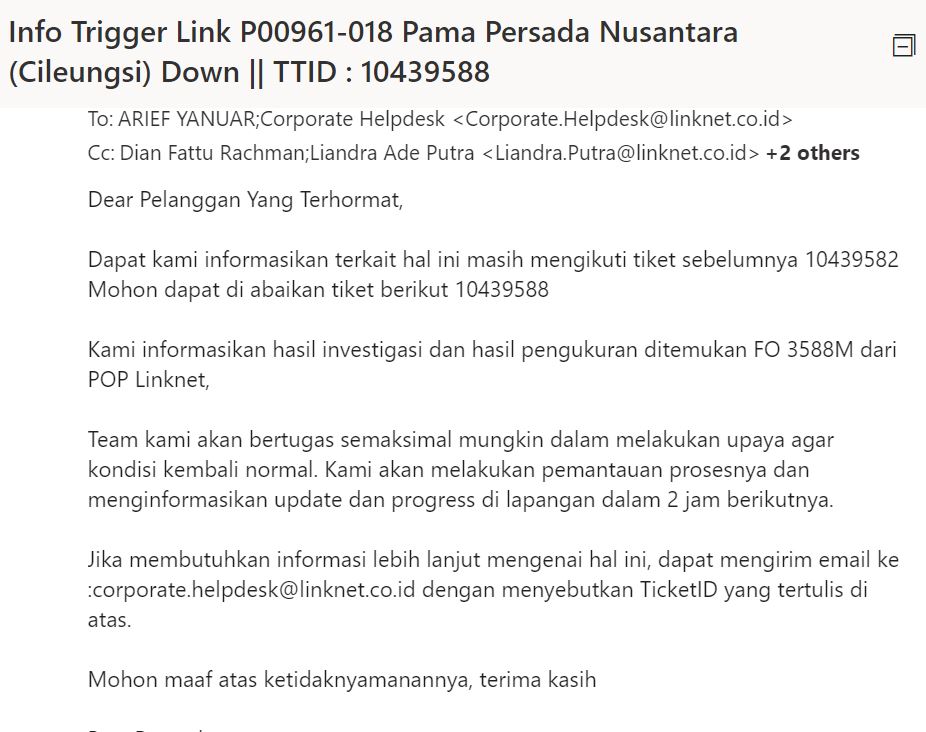 Info Trigger Link P00961-018 Pama Persada Nusantara
(Cileungsi) Down || TTID : 10439588
To: ARIEF YANUAR;Corporate Helpdesk <Corporate.Helpdesk@linknet.co.id>
Cc: Dian Fattu Rachman;Liandra Ade Putra <Liandra.Putra@linknet.co.id> +2 others
Dear Pelanggan Yang Terhormat,
Dapat kami informasikan terkait hal ini masih mengikuti tiket sebelumnya 10439582
Mohon dapat di abaikan tiket berikut 10439588
Kami informasikan hasil investigasi dan hasil pengukuran ditemukan FO 3588M dari
POP Linknet,
Team kami akan bertugas semaksimal mungkin dalam melakukan upaya agar
kondisi kembali normal. Kami akan melakukan pemantauan prosesnya dan
menginformasikan update dan progress di lapangan dalam 2 jam berikutnya.
Jika membutuhkan informasi lebih lanjut mengenai hal ini, dapat mengirim email ke
:corporate.helpdesk@linknet.co.id dengan menyebutkan TicketID yang tertulis di
atas.
Mohon maaf atas ketidaknyamanannya, terima kasih